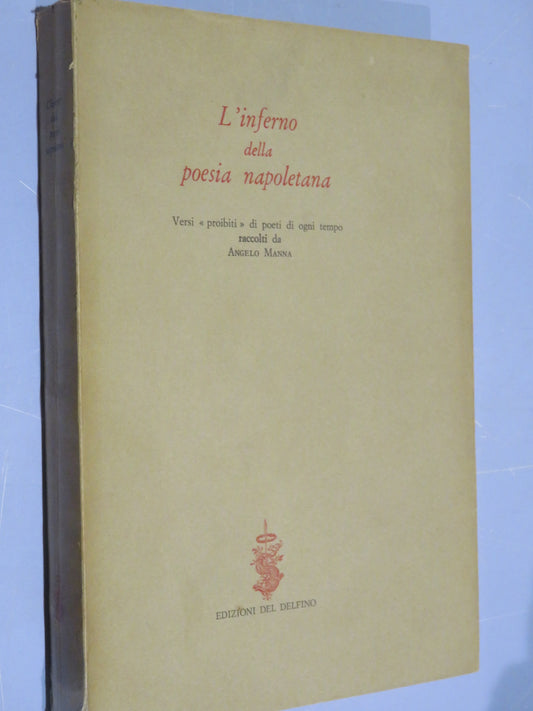 L'inferno
della
poesia napoletana
Versi « proibiti » di poeti di ogni tempo
raccolti da
ANGELO MANNA
EDIZIONI DEL DELFINO